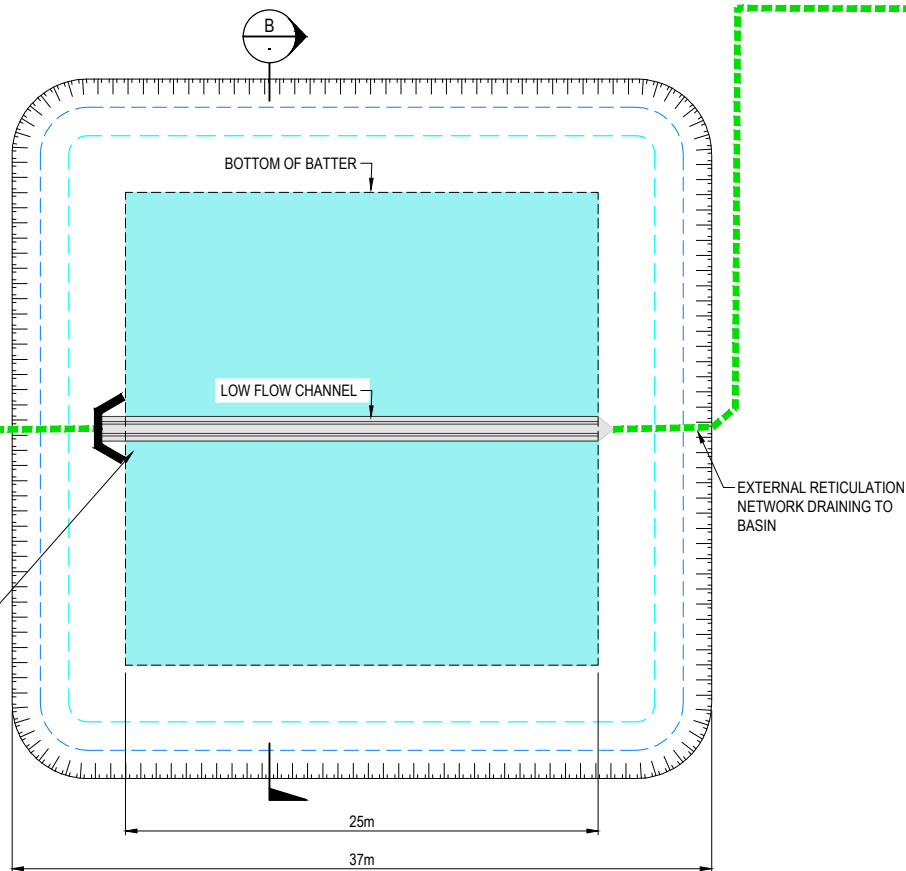 B
-
BOTTOM OF BATTER
LOW FLOW CHANNEL
EXTERNAL RETICULATION
NETWORK DRAINING TO
BASIN
25m
37m